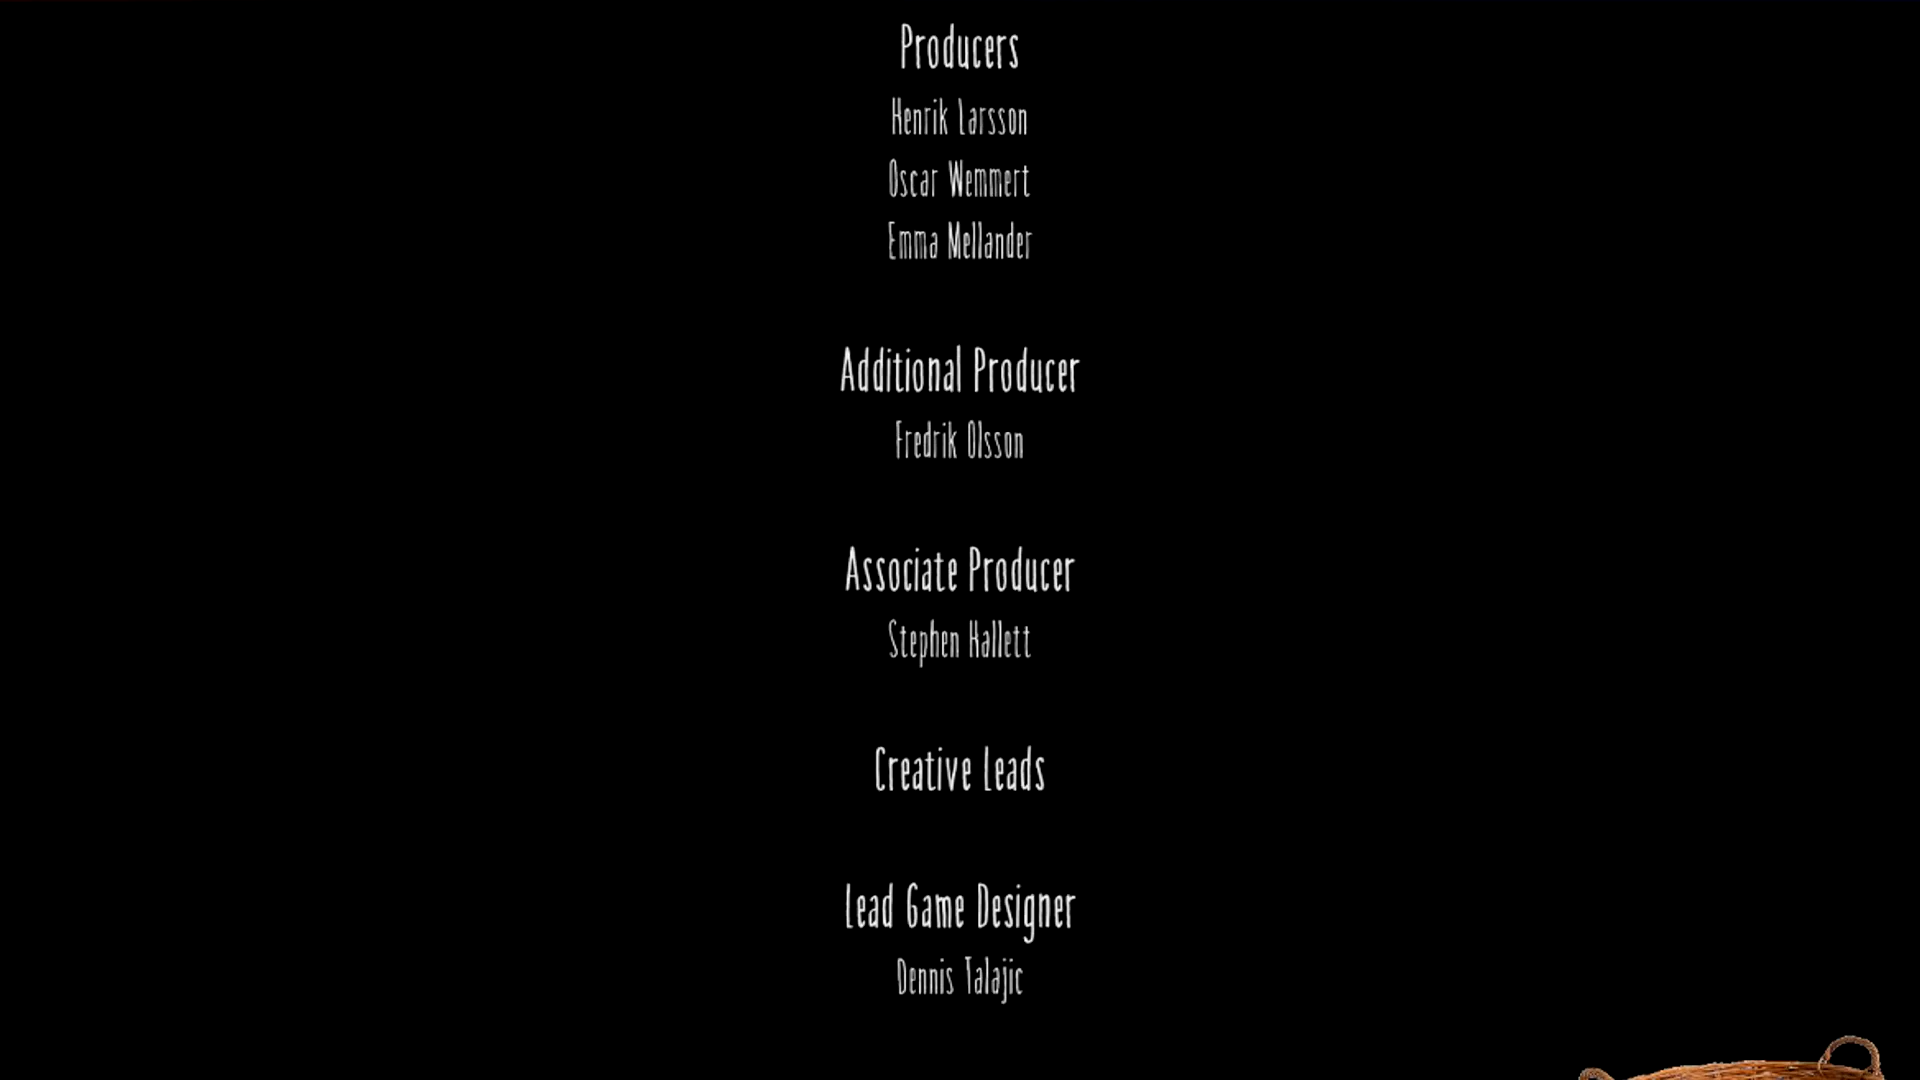 Producers
Henrik Larsson
Oscar Wemmert
Emma Mellander
Additional Producer
Fredrik Olsson
Associate Producer
Stephen Hallett
Creative Leads
Lead Game Designer
Dennis Talajic